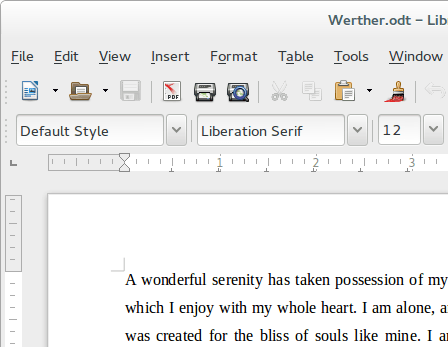 Werther.odt – Lib
File Edit View Insert Format Table Tools Window
PDF
Default Style Liberation Serif 12
1 2 3
A wonderful serenity has taken possession of my
which I enjoy with my whole heart. I am alone, a
was created for the bliss of souls like mine. I a